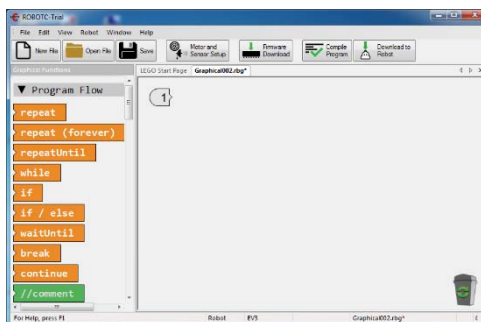 ROBOTC-Trial
File Edit View Robot Window Help
New File Open File Save Motor and Sensor Setup Firmware Download Compile Program Download to Robot
Graphical Functions LEGO Start Page Graphical002.rbg*
▼ Program Flow
1
repeat
repeat (forever)
repeatUntil
while
if
if / else
waitUntil
break
continue
//comment
For Help, press F1 Robot EV3 Graphical002.rbg*